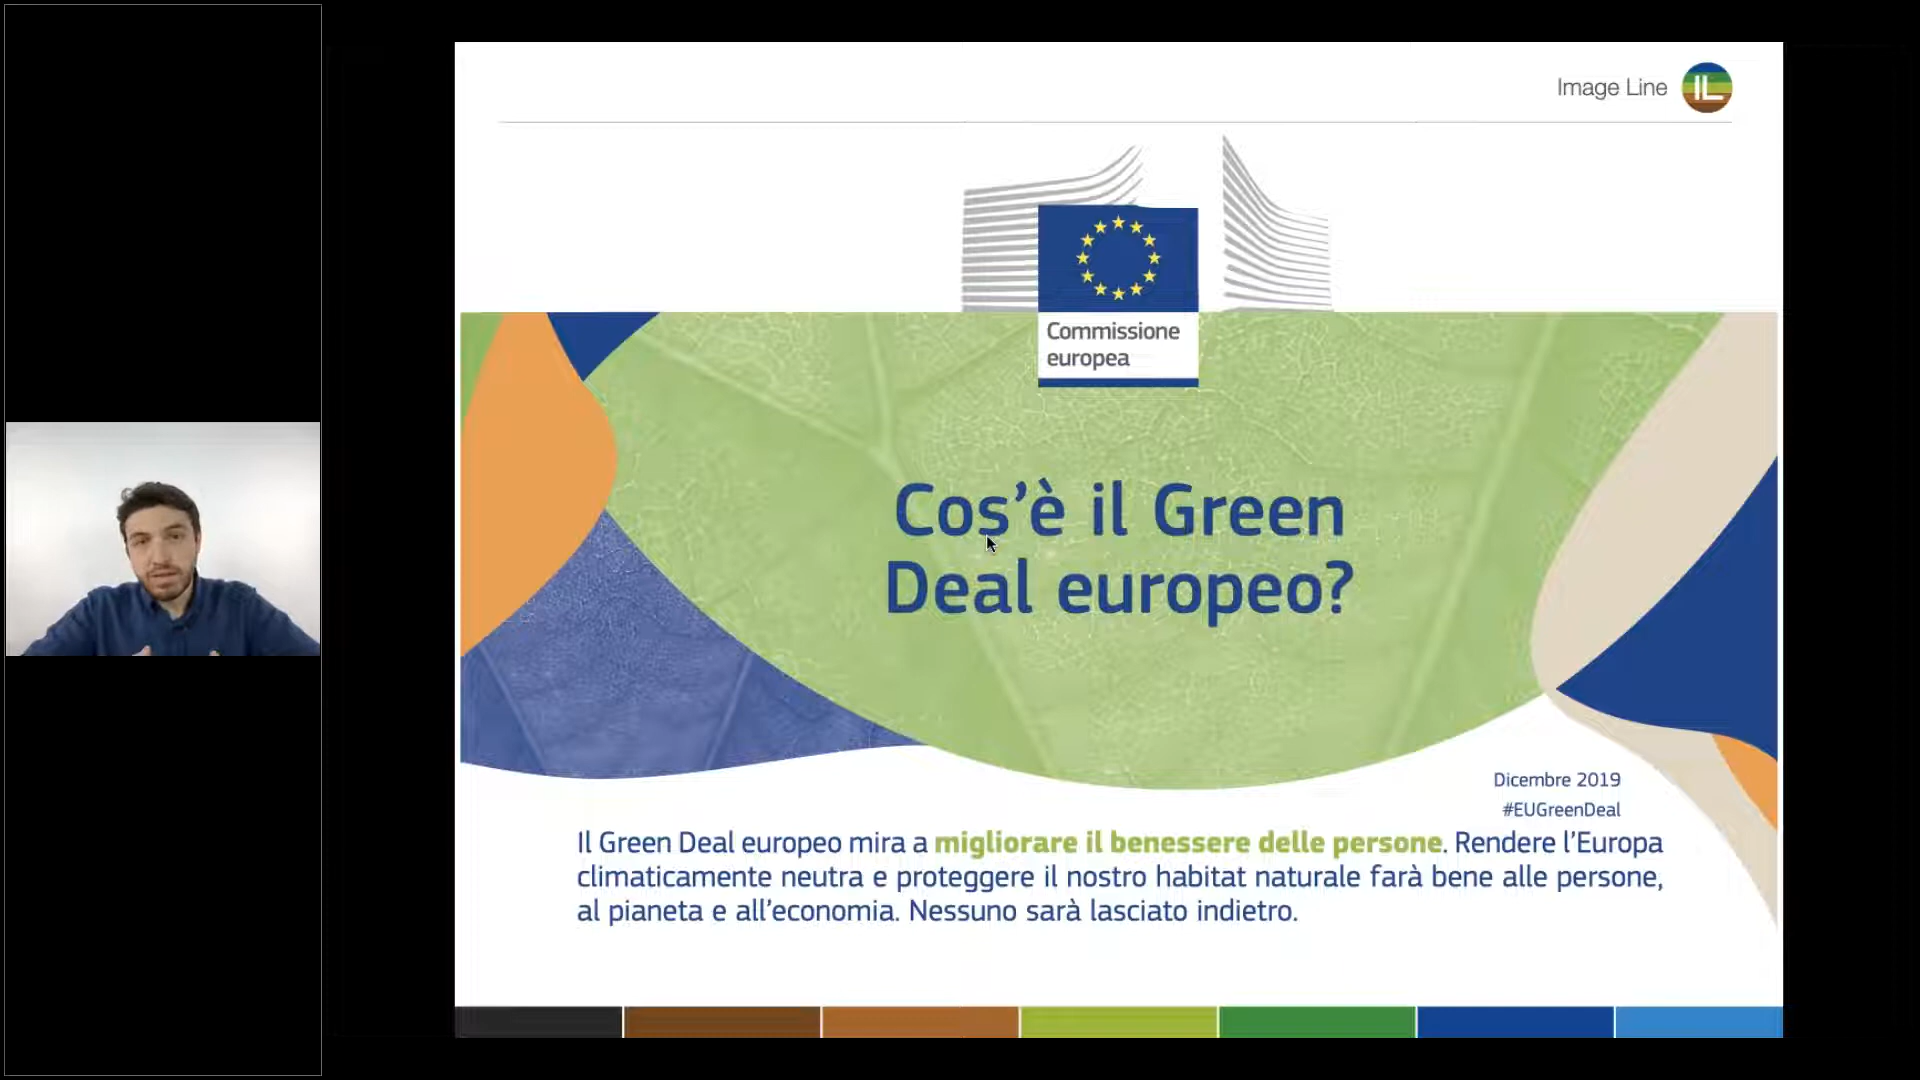 Image Line
IL
Commissione
europea
Cos’è il Green
Deal europeo?
Dicembre 2019
#EUGreenDeal
Il Green Deal europeo mira a migliorare il benessere delle persone. Rendere l’Europa
climaticamente neutra e proteggere il nostro habitat naturale farà bene alle persone,
al pianeta e all’economia. Nessuno sarà lasciato indietro.